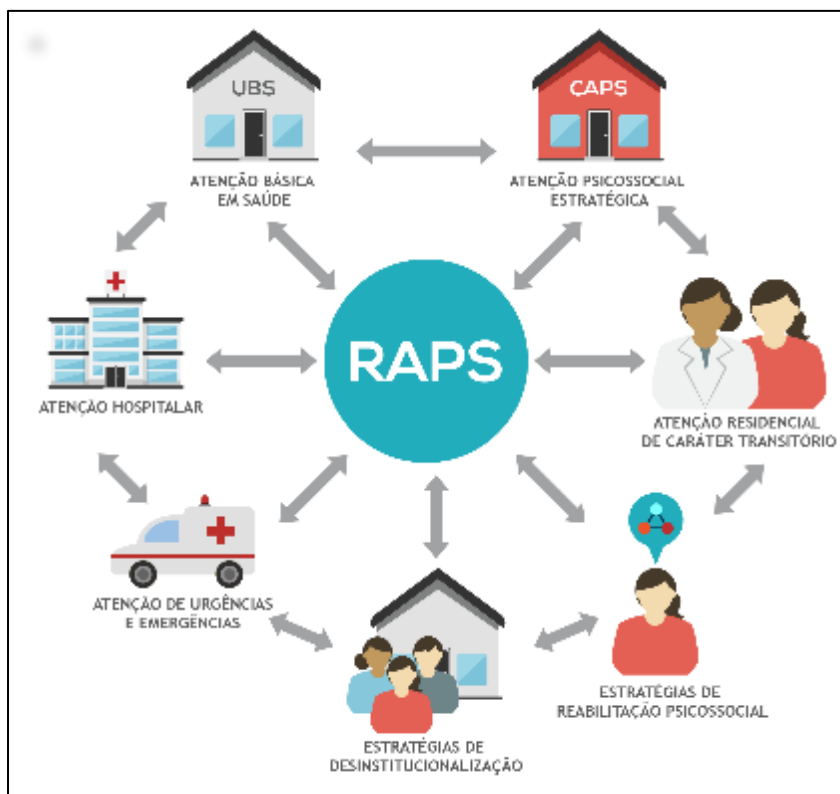 UBS
ATENÇÃO BÁSICA
EM SAÚDE
CAPS
ATENÇÃO PSICOSSOCIAL
ESTRATÉGICA
ATENÇÃO HOSPITALAR
RAPS
ATENÇÃO RESIDENCIAL
DE CARÁTER TRANSITÓRIO
ATENÇÃO DE URGÊNCIAS
E EMERGÊNCIAS
ESTRATÉGIAS DE
REABILITAÇÃO PSICOSSOCIAL
ESTRATÉGIAS DE
DESINSTITUCIONALIZAÇÃO